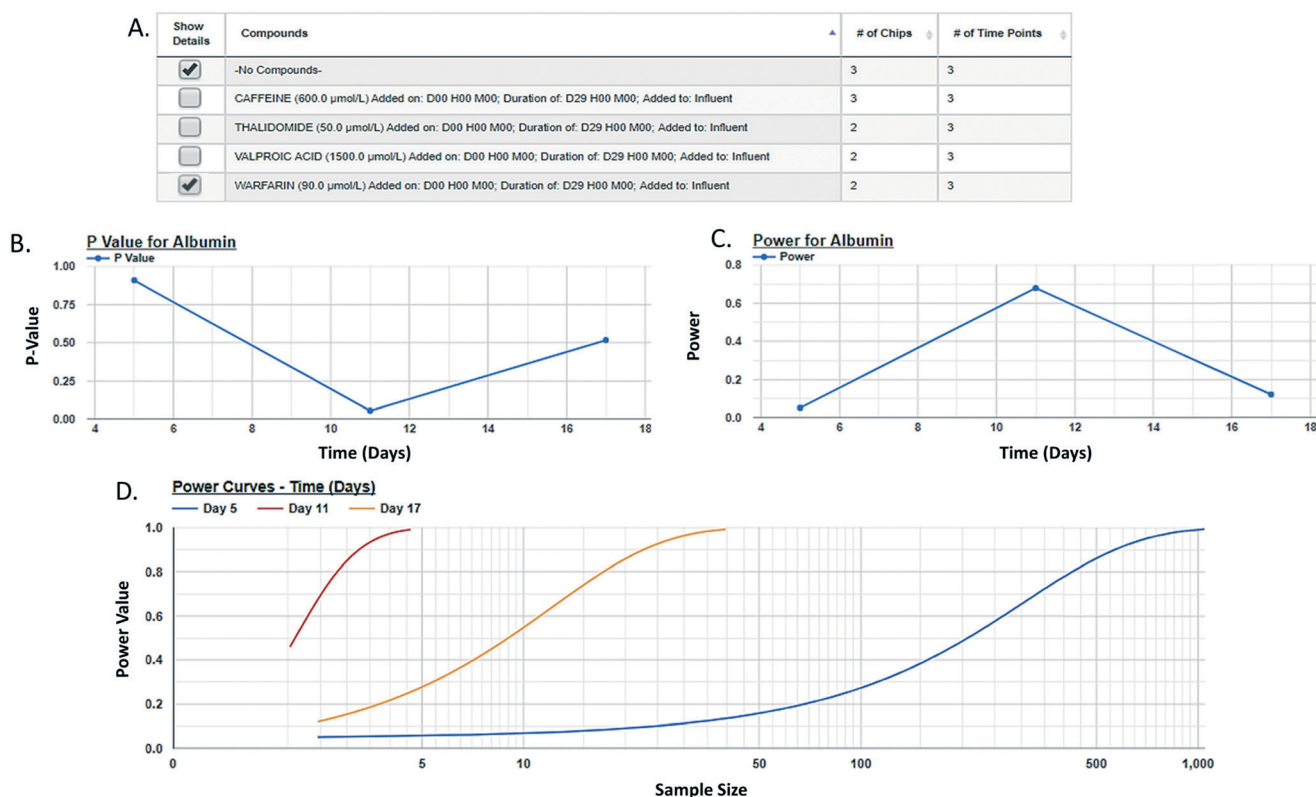 A.
Show Details
Compounds
# of Chips
# of Time Points
-No Compounds-
3
3
CAFFEINE (600.0 µmol/L) Added on: D00 H00 M00; Duration of: D29 H00 M00; Added to: Influent
3
3
THALIDOMIDE (50.0 µmol/L) Added on: D00 H00 M00; Duration of: D29 H00 M00; Added to: Influent
2
3
VALPROIC ACID (1500.0 µmol/L) Added on: D00 H00 M00; Duration of: D29 H00 M00; Added to: Influent
2
3
WARFARIN (90.0 µmol/L) Added on: D00 H00 M00; Duration of: D29 H00 M00; Added to: Influent
2
3
B.
P Value for Albumin
P Value
1.00
0.75
0.50
0.25
0.00
P-Value
4 6 8 10 12 14 16 18
Time (Days)
C.
Power for Albumin
Power
0.8
0.6
0.4
0.2
0.0
Power
4 6 8 10 12 14 16 18
Time (Days)
D.
Power Curves - Time (Days)
Day 5 Day 11 Day 17
1.0
0.8
0.6
0.4
0.2
0.0
Power Value
0 5 10 50 100 500 1,000
Sample Size